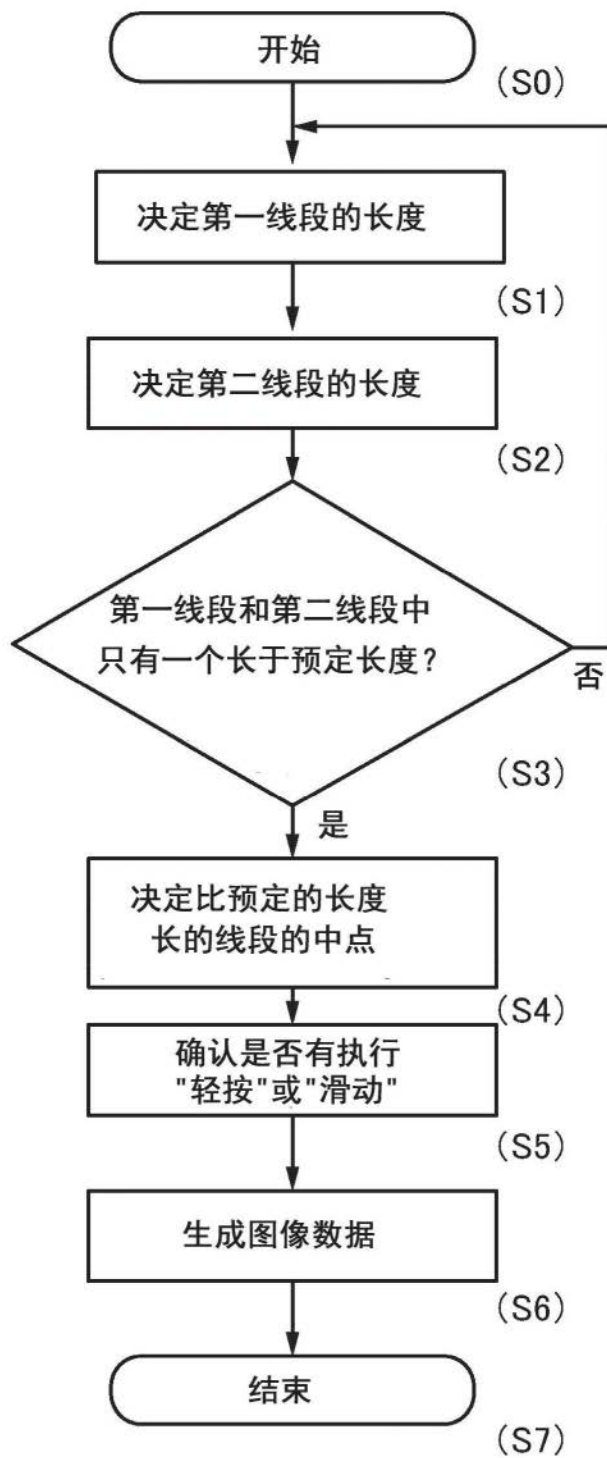 开始
(S0)
决定第一线段的长度
(S1)
决定第二线段的长度
(S2)
第一线段和第二线段中
只有一个长于预定长度?
否
(S3)
是
决定比预定的长度
长的线段的中点
(S4)
确认是否有执行
"轻按"或"滑动"
(S5)
生成图像数据
(S6)
结束
(S7)